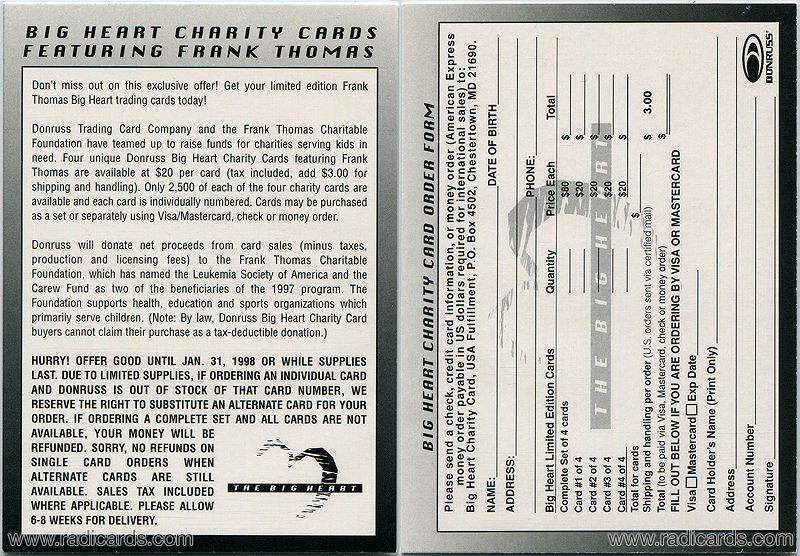 BIG HEART CHARITY CARDS
FEATURING FRANK THOMAS
Don't miss out on this exclusive offer! Get your limited edition Frank
Thomas Big Heart trading cards today!
Donruss Trading Card Company and the Frank Thomas Charitable
Foundation have teamed up to raise funds for charities serving kids in
need. Four unique Donruss Big Heart Charity Cards featuring Frank
Thomas are available at $20 per card (tax included, add $3.00 for
shipping and handling). Only 2,500 of each of the four charity cards are
available and each card is individually numbered. Cards may be purchased
as a set or separately using Visa/Mastercard, check or money order.
Donruss will donate net proceeds from card sales (minus taxes,
production and licensing fees) to the Frank Thomas Charitable
Foundation, which has named the Leukemia Society of America and the
Carew Fund as two of the beneficiaries of the 1997 program. The
Foundation supports health, education and sports organizations which
primarily serve children. (Note: By law, Donruss Big Heart Charity Card
buyers cannot claim their purchase as a tax-deductible donation.)
HURRY! OFFER GOOD UNTIL JAN. 31, 1998 OR WHILE SUPPLIES
LAST. DUE TO LIMITED SUPPLIES, IF ORDERING AN INDIVIDUAL CARD
AND DONRUSS IS OUT OF STOCK OF THAT CARD NUMBER, WE
RESERVE THE RIGHT TO SUBSTITUTE AN ALTERNATE CARD FOR YOUR
ORDER. IF ORDERING A COMPLETE SET AND ALL CARDS ARE NOT
AVAILABLE, YOUR MONEY WILL BE
REFUNDED. SORRY, NO REFUNDS ON
SINGLE CARD ORDERS WHEN
ALTERNATE CARDS ARE STILL
AVAILABLE. SALES TAX INCLUDED
WHERE APPLICABLE. PLEASE ALLOW
6-8 WEEKS FOR DELIVERY.
THE BIG HEART
www.radicards.com
BIG HEART CHARITY CARD ORDER FORM
Please send a check, credit card information, or money order (American Express
money order payable in US dollars required for international sales) to:
Big Heart Charity Card, USA Fulfillment, P.O. Box 4502, Chestertown, MD 21690.
NAME: DATE OF BIRTH
ADDRESS:
PHONE:
Big Heart Limited Edition Cards Quantity Price Each Total
Complete Set of 4 cards $80 $
Card #1 of 4 $20 $
Card #2 of 4 $20 $
Card #3 of 4 $20 $
Card #4 of 4 $20 $
THE BIG HEART
Total for cards $
Shipping and handling per order (U.S. orders sent via certified mail) $ 3.00
Total (to be paid via Visa, Mastercard, check or money order) $
FILL OUT BELOW IF YOU ARE ORDERING BY VISA OR MASTERCARD
Visa Mastercard Exp Date
Card Holder's Name (Print Only)
Address
Account Number
Signature
DONRUSS
www.radicards.com